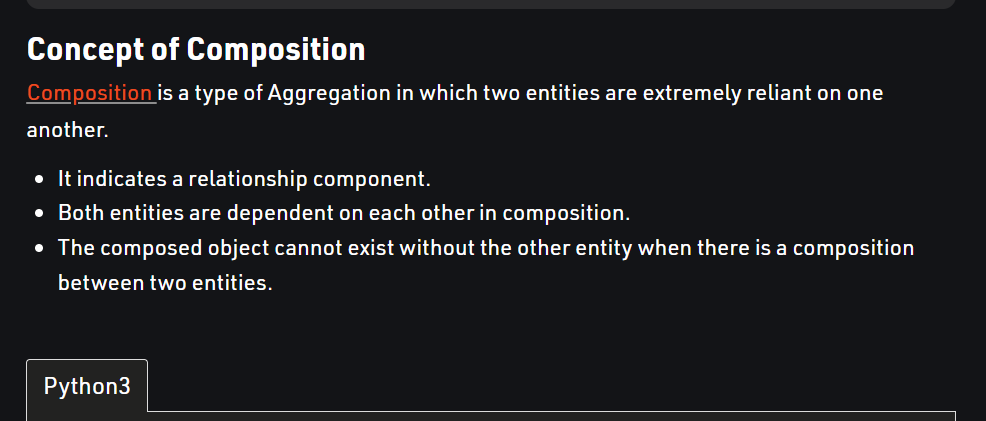 Concept of Composition
Composition is a type of Aggregation in which two entities are extremely reliant on one
another.
• It indicates a relationship component.
• Both entities are dependent on each other in composition.
• The composed object cannot exist without the other entity when there is a composition
between two entities.
Python3